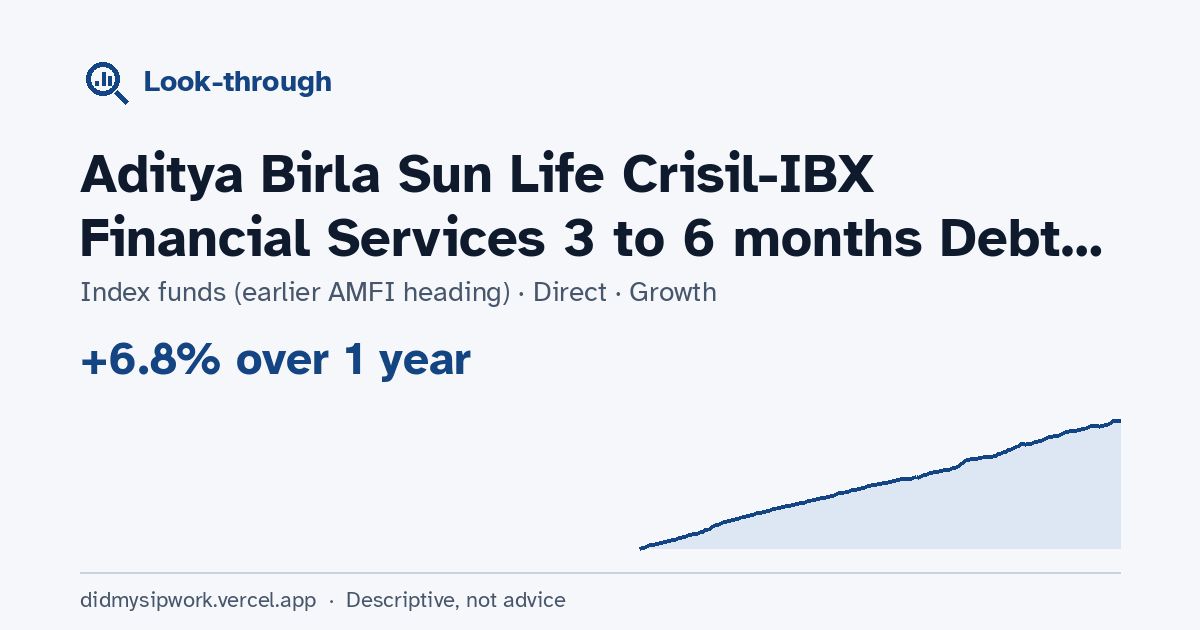 Look-through
Aditya Birla Sun Life Crisil-IBX
Financial Services 3 to 6 months Debt...
Index funds (earlier AMFI heading) · Direct · Growth
+6.8% over 1 year
didmysipwork.vercel.app · Descriptive, not advice